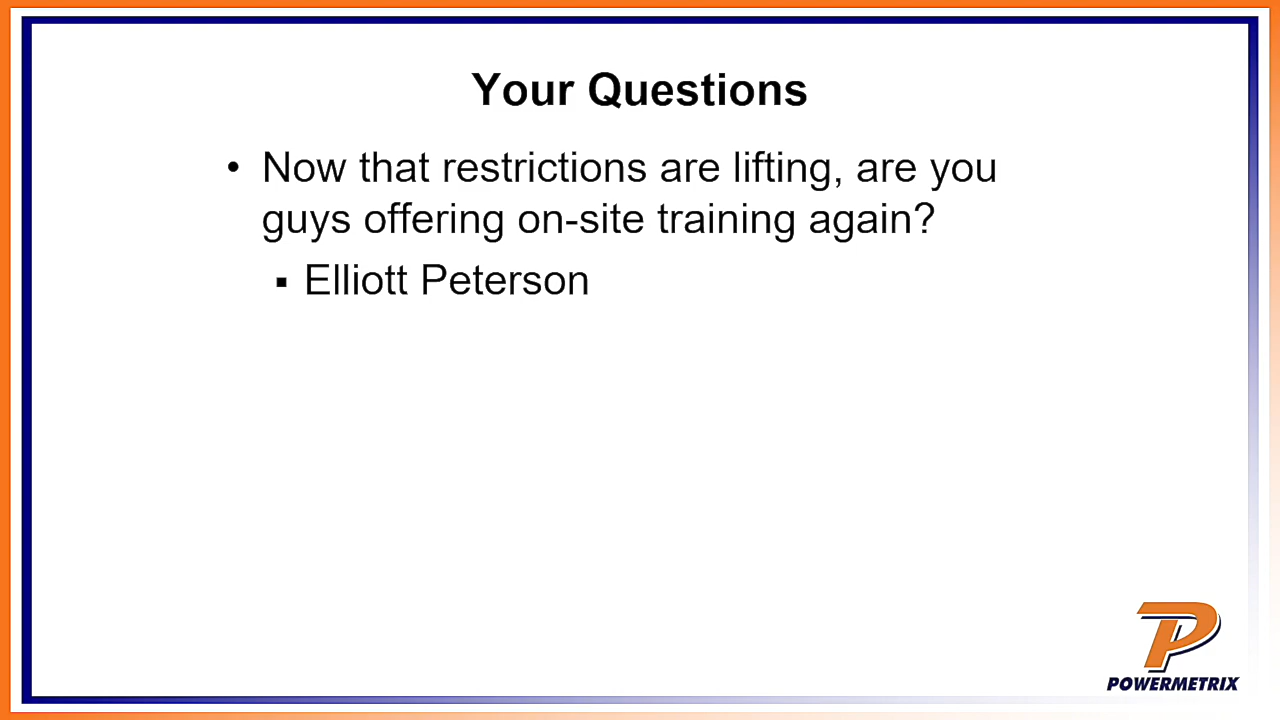 Your Questions
• Now that restrictions are lifting, are you
guys offering on-site training again?
▪ Elliott Peterson
P
POWERMETRIX